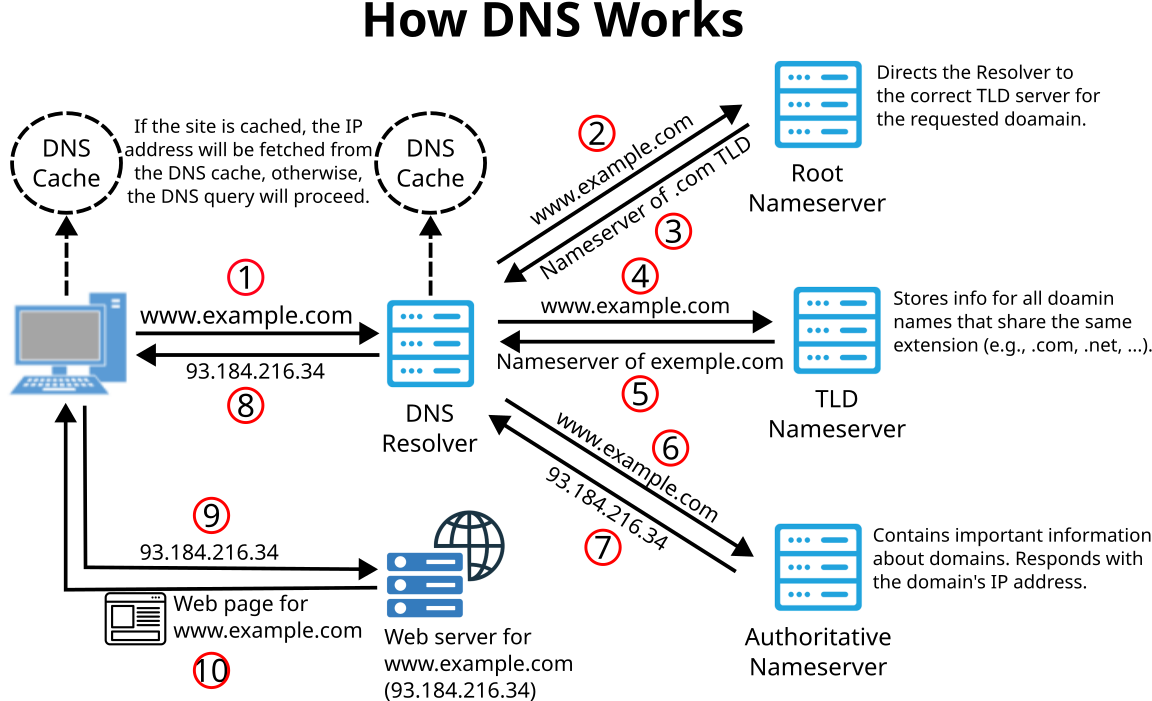 How DNS Works
DNS
Cache
If the site is cached, the IP
address will be fetched from
the DNS cache, otherwise,
the DNS query will proceed.
DNS
Cache
2
www.example.com
Nameserver of .com TLD
3
Root
Nameserver
Directs the Resolver to
the correct TLD server for
the requested doamain.
1
www.example.com
93.184.216.34
8
DNS
Resolver
4
www.example.com
Nameserver of exemple.com
5
TLD
Nameserver
Stores info for all doamin
names that share the same
extension (e.g., .com, .net, ...).
6
www.example.com
93.184.216.34
7
Authoritative
Nameserver
Contains important information
about domains. Responds with
the domain's IP address.
9
93.184.216.34
Web page for
www.example.com
10
Web server for
www.example.com
(93.184.216.34)